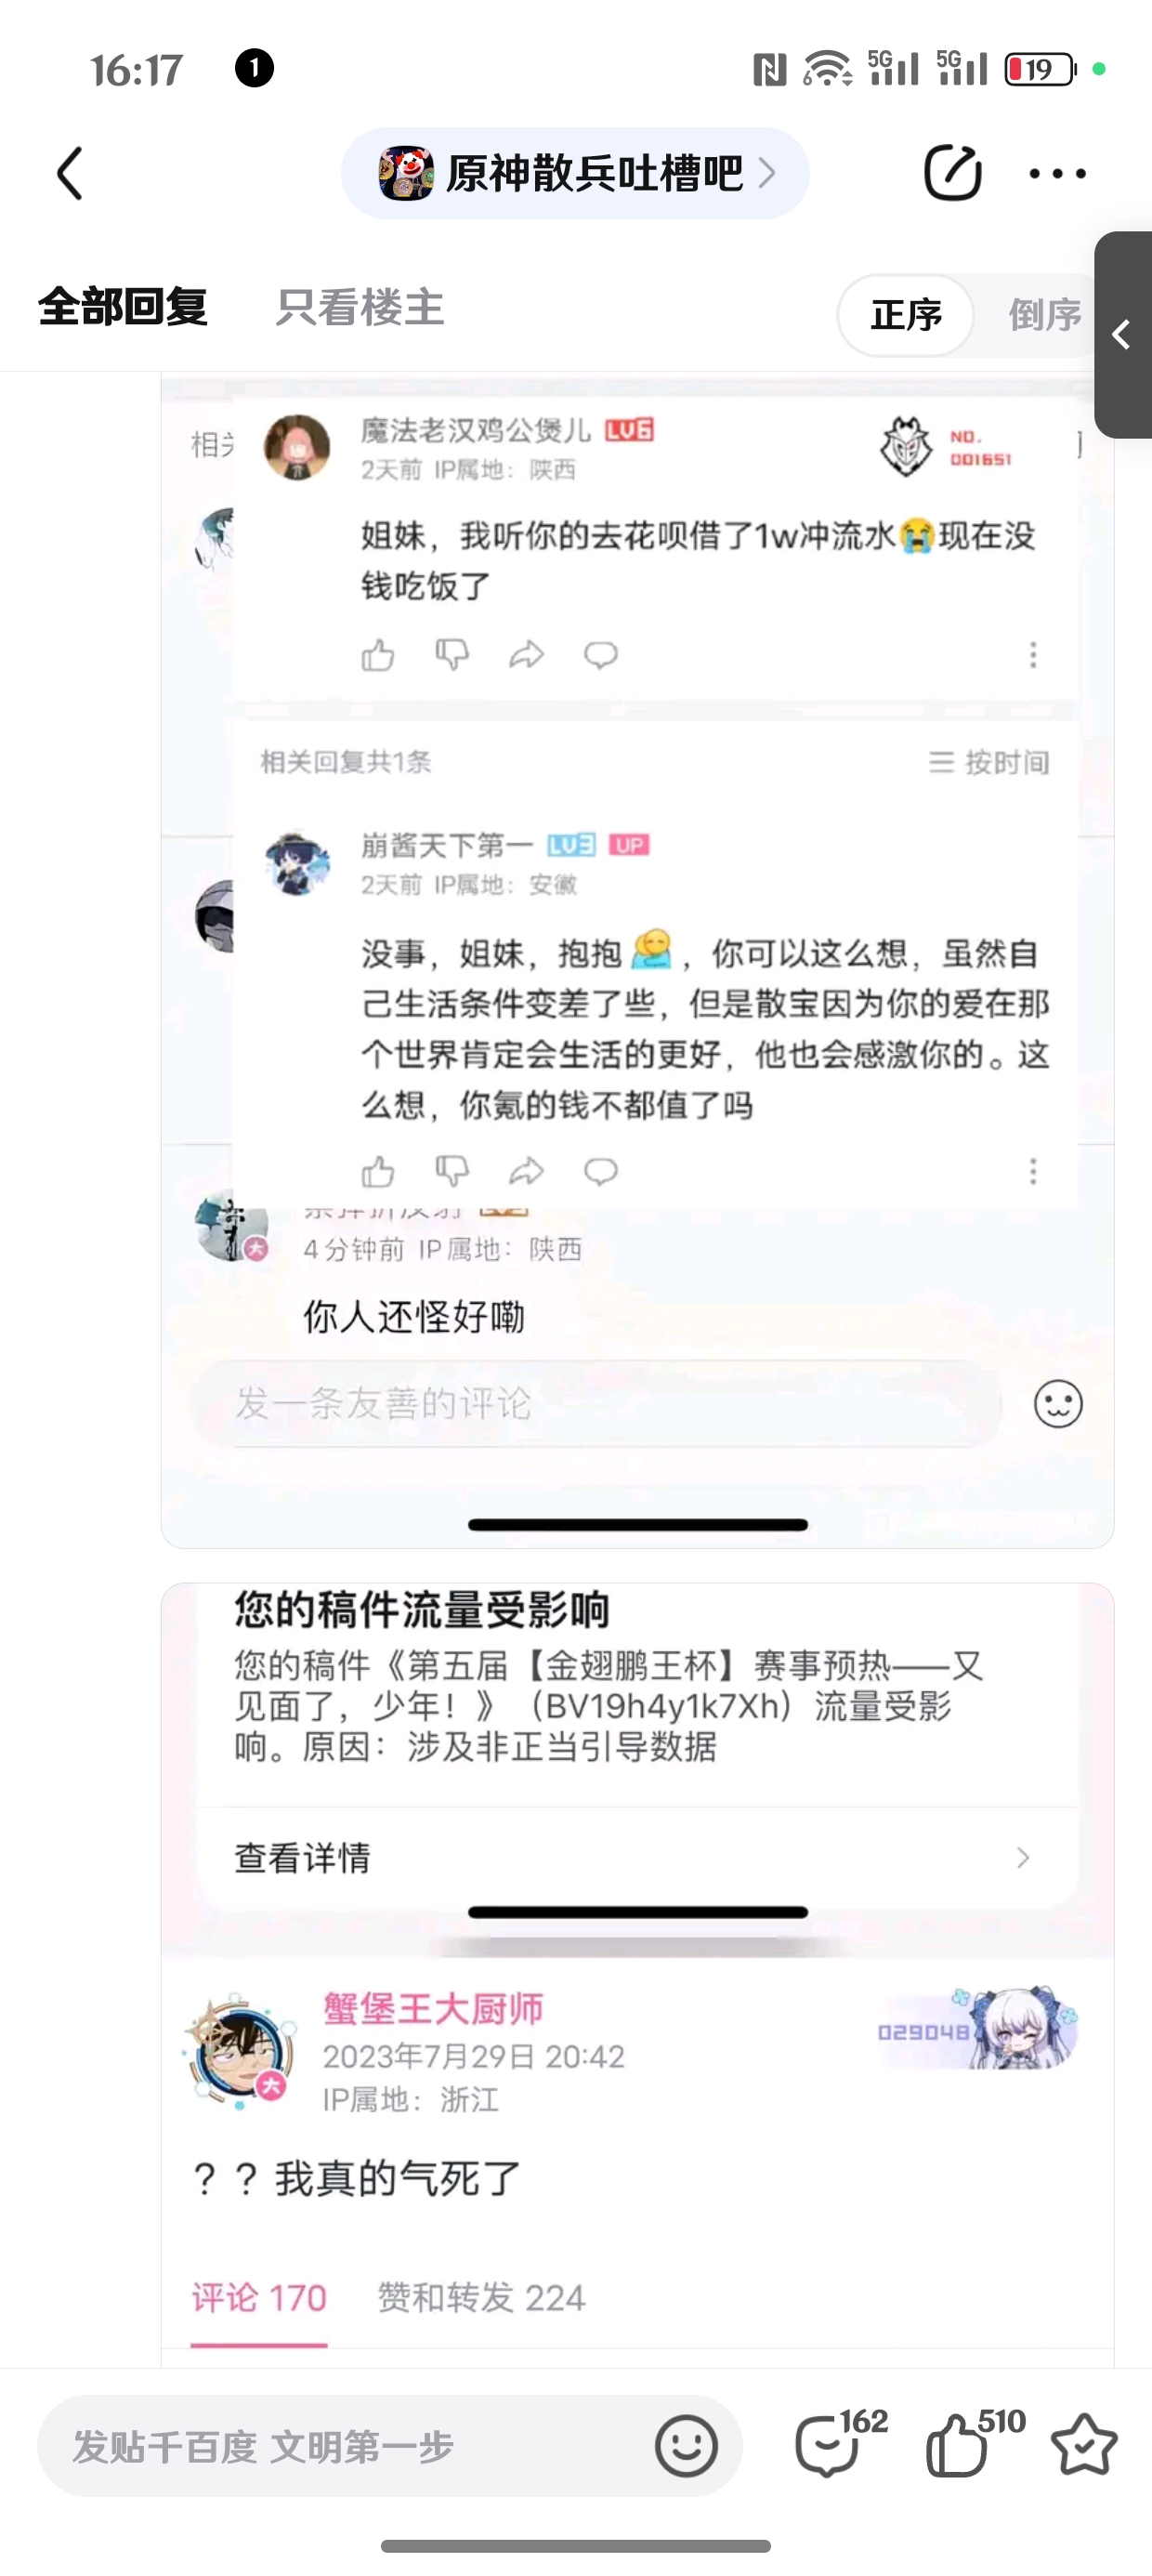 16:17
1
6
5G
5G
19
原神散兵吐槽吧
全部回复
只看楼主
正序
倒序
魔法老汉鸡公煲儿 LV6
NO.
001651
2天前 IP属地：陕西
姐妹，我听你的去花呗借了1w冲流水😭现在没
钱吃饭了
相关回复共1条
按时间
崩酱天下第一 LV3 UP
2天前 IP属地：安徽
没事，姐妹，抱抱🫂，你可以这么想，虽然自
己生活条件变差了些，但是散宝因为你的爱在那
个世界肯定会生活的更好，他也会感激你的。这
么想，你氪的钱不都值了吗
大
4分钟前 IP属地：陕西
你人还怪好嘞
发一条友善的评论
您的稿件流量受影响
您的稿件《第五届【金翅鹏王杯】赛事预热——又
见面了，少年！》（BV19h4y1k7Xh）流量受影
响。原因：涉及非正当引导数据
查看详情
蟹堡王大厨师
029048
2023年7月29日 20:42
大
IP属地：浙江
？？我真的气死了
评论 170
赞和转发 224
发贴千百度 文明第一步
162
510